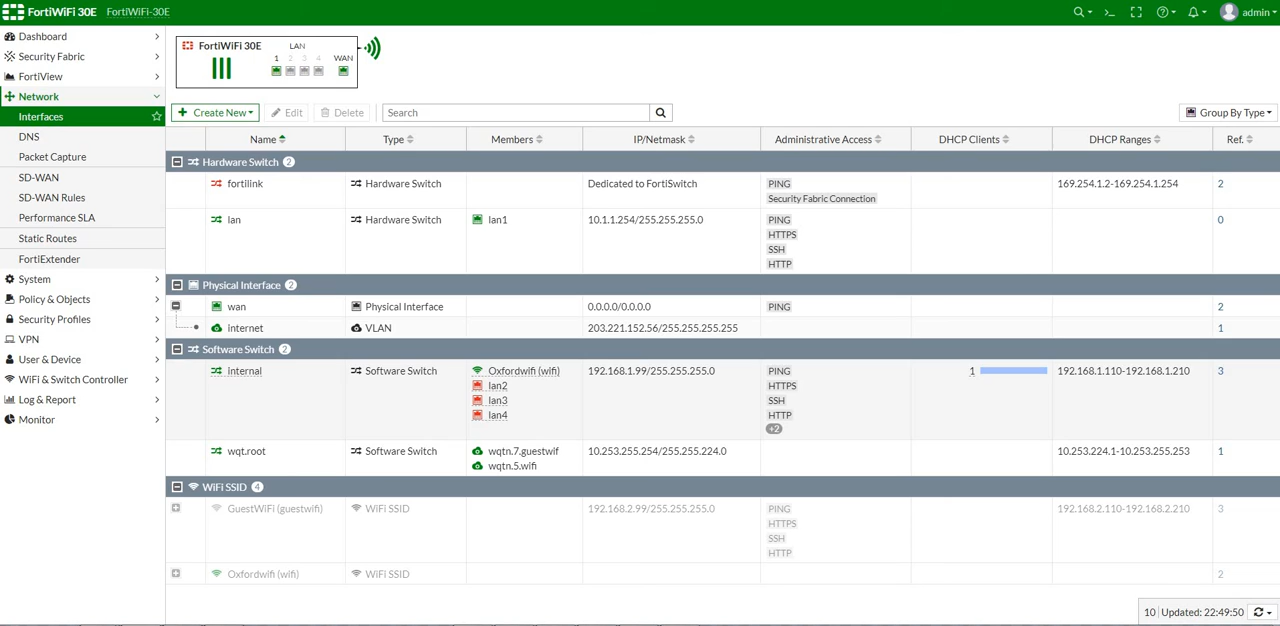 FortiWiFi 30E FortiWiFi-30E admin
Dashboard
Security Fabric
FortiView
Network
Interfaces
DNS
Packet Capture
SD-WAN
SD-WAN Rules
Performance SLA
Static Routes
FortiExtender
System
Policy & Objects
Security Profiles
VPN
User & Device
WiFi & Switch Controller
Log & Report
Monitor
FortiWiFi 30E LAN
1 2 3 4 WAN
Create New Edit Delete Search Group By Type
Name Type Members IP/Netmask Administrative Access DHCP Clients DHCP Ranges Ref.
Hardware Switch 2
fortilink Hardware Switch Dedicated to FortiSwitch PING 169.254.1.2-169.254.1.254 2
Security Fabric Connection
lan Hardware Switch lan1 10.1.1.254/255.255.255.0 PING 0
HTTPS
SSH
HTTP
Physical Interface 2
wan Physical Interface 0.0.0.0/0.0.0.0 PING 2
internet VLAN 203.221.152.56/255.255.255.255 1
Software Switch 2
internal Software Switch Oxfordwifi (wifi) 192.168.1.99/255.255.255.0 PING 1 192.168.1.110-192.168.1.210 3
lan2 HTTPS
lan3 SSH
lan4 HTTP
+2
wqt.root Software Switch wqtn.7.guestwif 10.253.255.254/255.255.224.0 10.253.224.1-10.253.255.253 1
wqtn.5.wifi
WiFi SSID 4
GuestWiFi (guestwifi) WiFi SSID 192.168.2.99/255.255.255.0 PING 192.168.2.110-192.168.2.210 3
HTTPS
SSH
HTTP
Oxfordwifi (wifi) WiFi SSID 2
10 Updated: 22:49:50